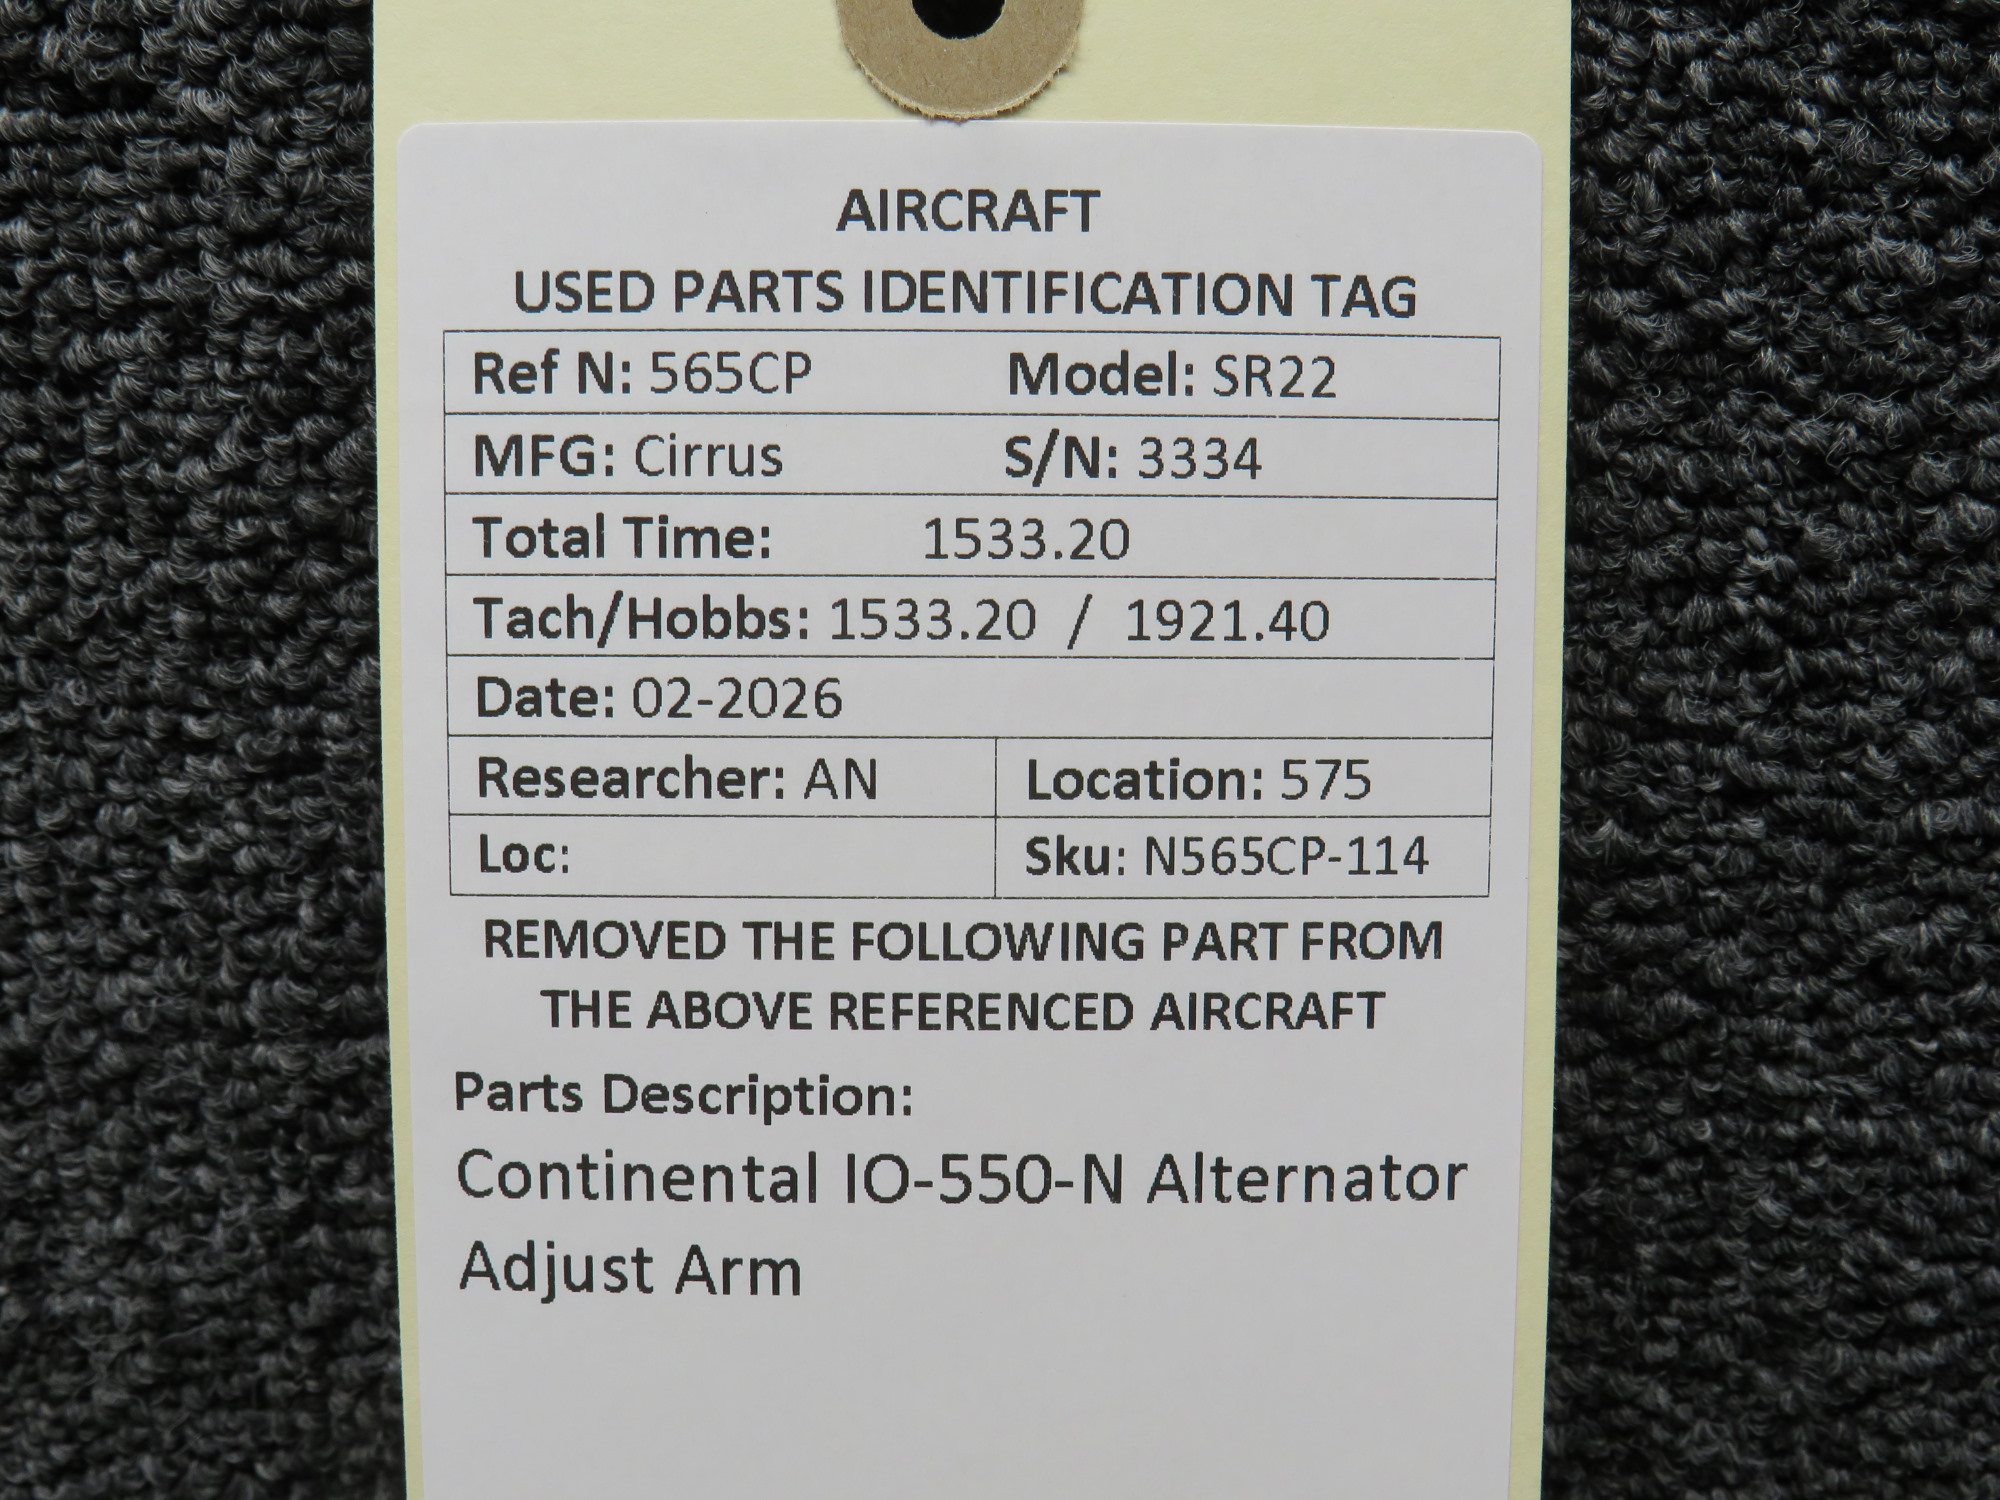 AIRCRAFT
USED PARTS IDENTIFICATION TAG
Ref N: 565CP Model: SR22
MFG: Cirrus S/N: 3334
Total Time: 1533.20
Tach/Hobbs: 1533.20 / 1921.40
Date: 02-2026
Researcher: AN Location: 575
Loc: Sku: N565CP-114
REMOVED THE FOLLOWING PART FROM
THE ABOVE REFERENCED AIRCRAFT
Parts Description:
Continental IO-550-N Alternator
Adjust Arm